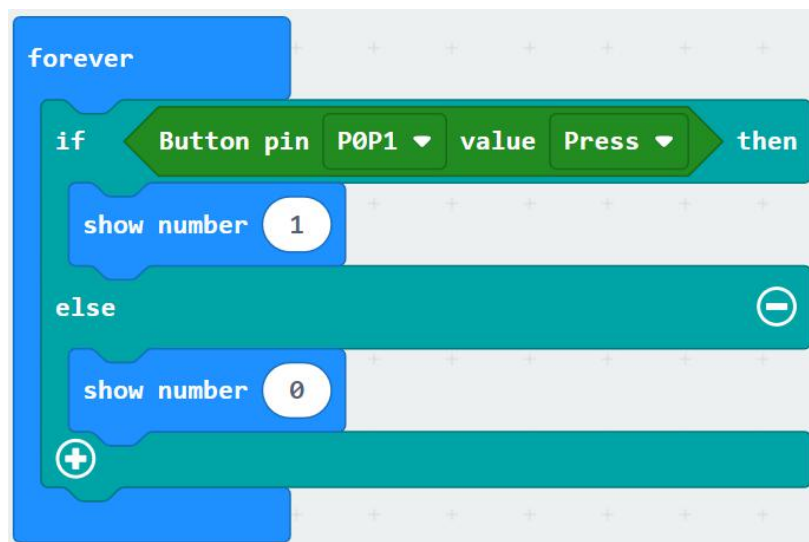 forever
if Button pin P0P1 value Press then
show number 1
else
show number 0